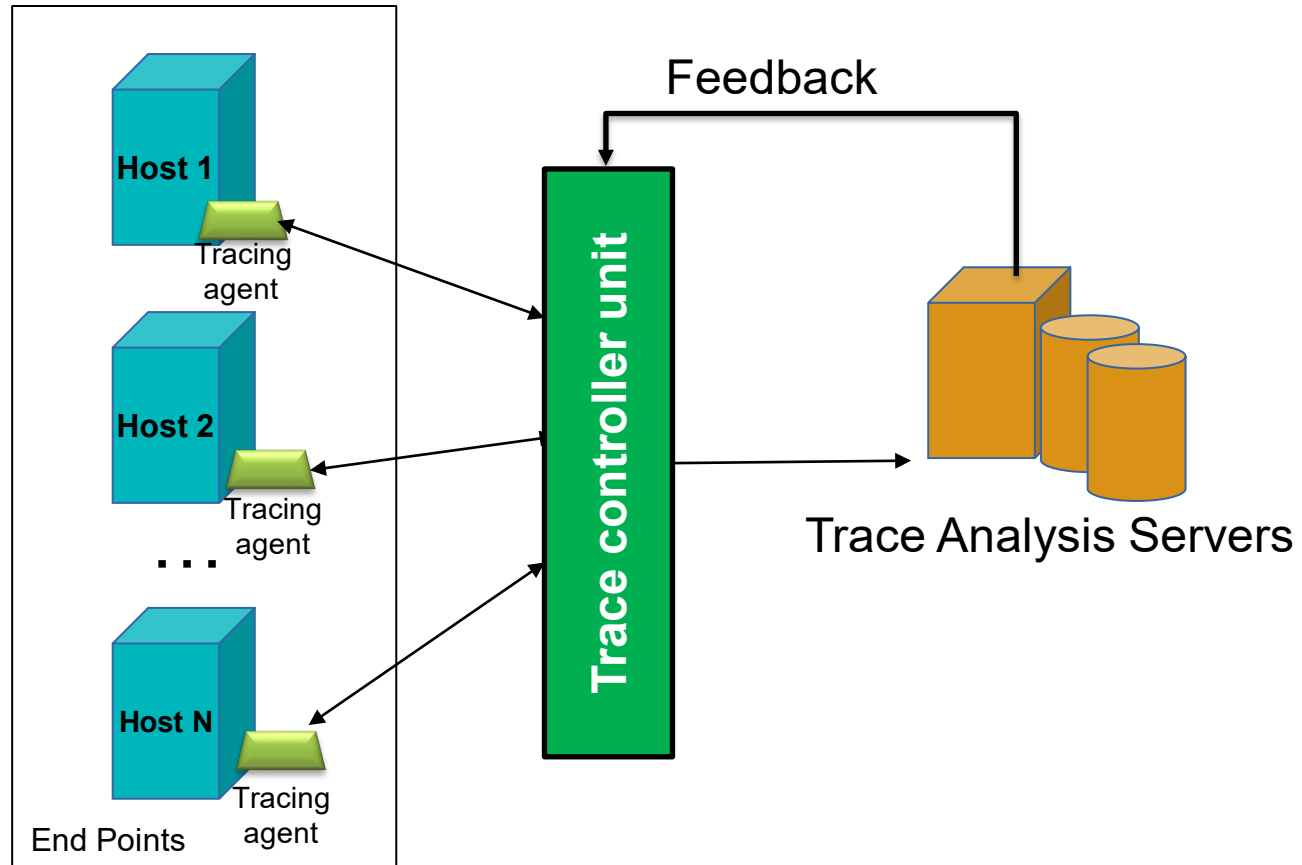 Feedback
Host 1
Tracing
agent
Host 2
Tracing
agent
...
Host N
Tracing
agent
End Points
Trace controller unit
Trace Analysis Servers